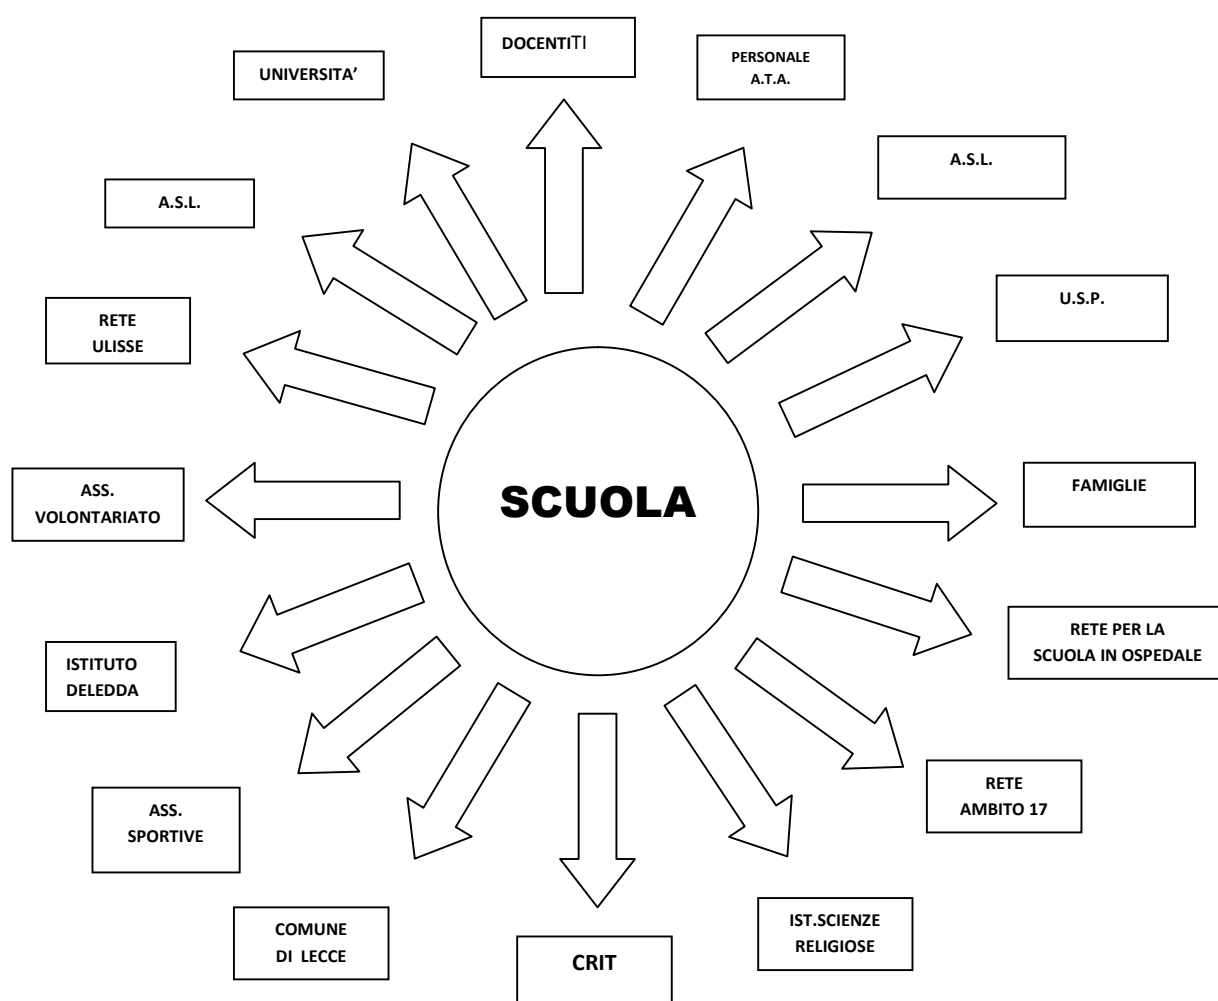 DOCENTITI
UNIVERSITA’
PERSONALE
A.T.A.
A.S.L.
A.S.L.
RETE
ULISSE
U.S.P.
ASS.
VOLONTARIATO
SCUOLA
FAMIGLIE
ISTITUTO
DELEDDA
RETE PER LA
SCUOLA IN OSPEDALE
ASS.
SPORTIVE
RETE
AMBITO 17
COMUNE
DI LECCE
CRIT
IST.SCIENZE
RELIGIOSE